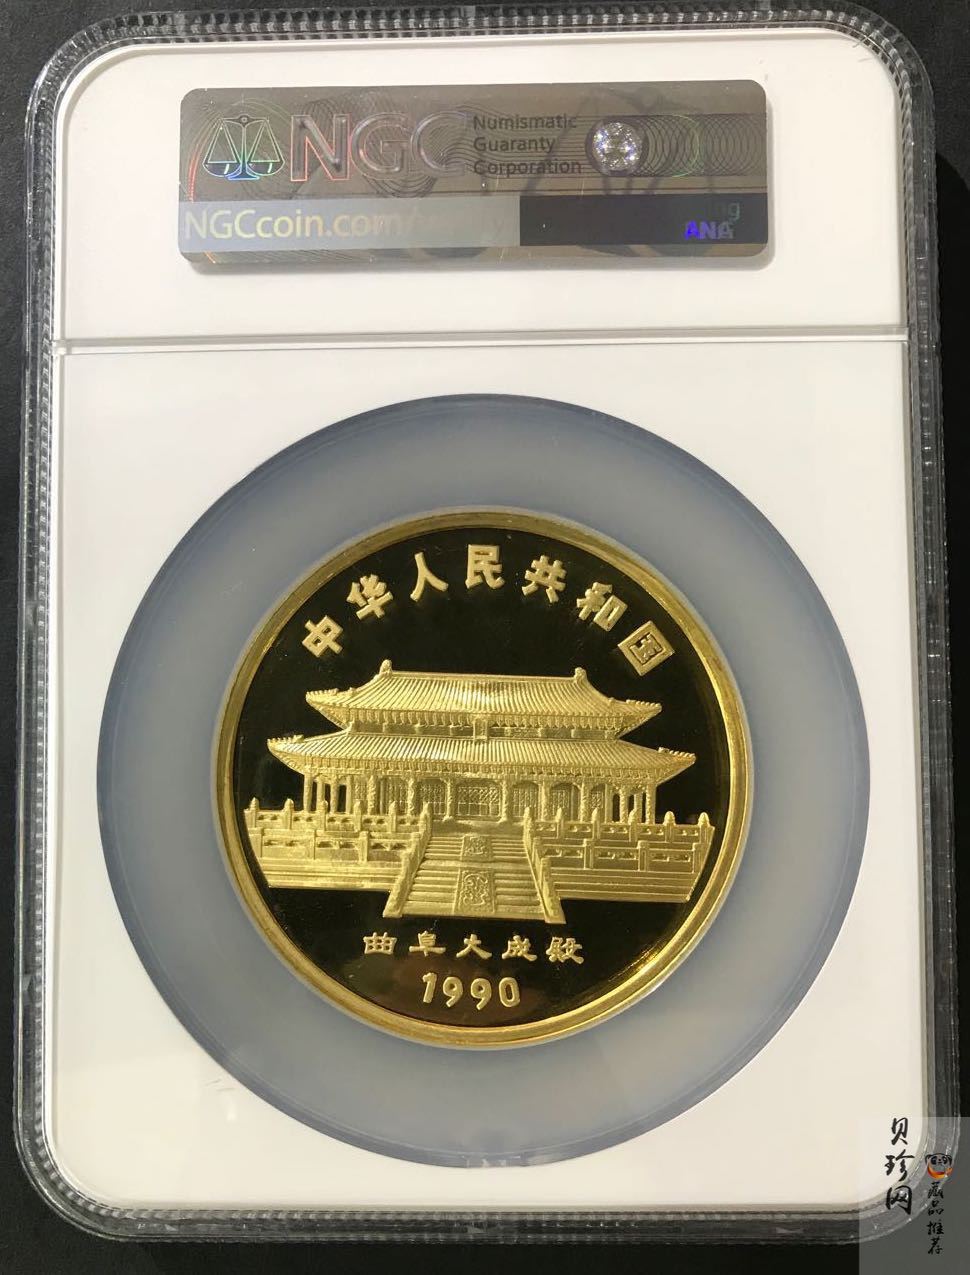 NGC
Numismatic
Guaranty
Corporation
NGCcoin.com
ANA
中华人民共和国
曲阜大成殿
1990
贝珍网
藏品推荐